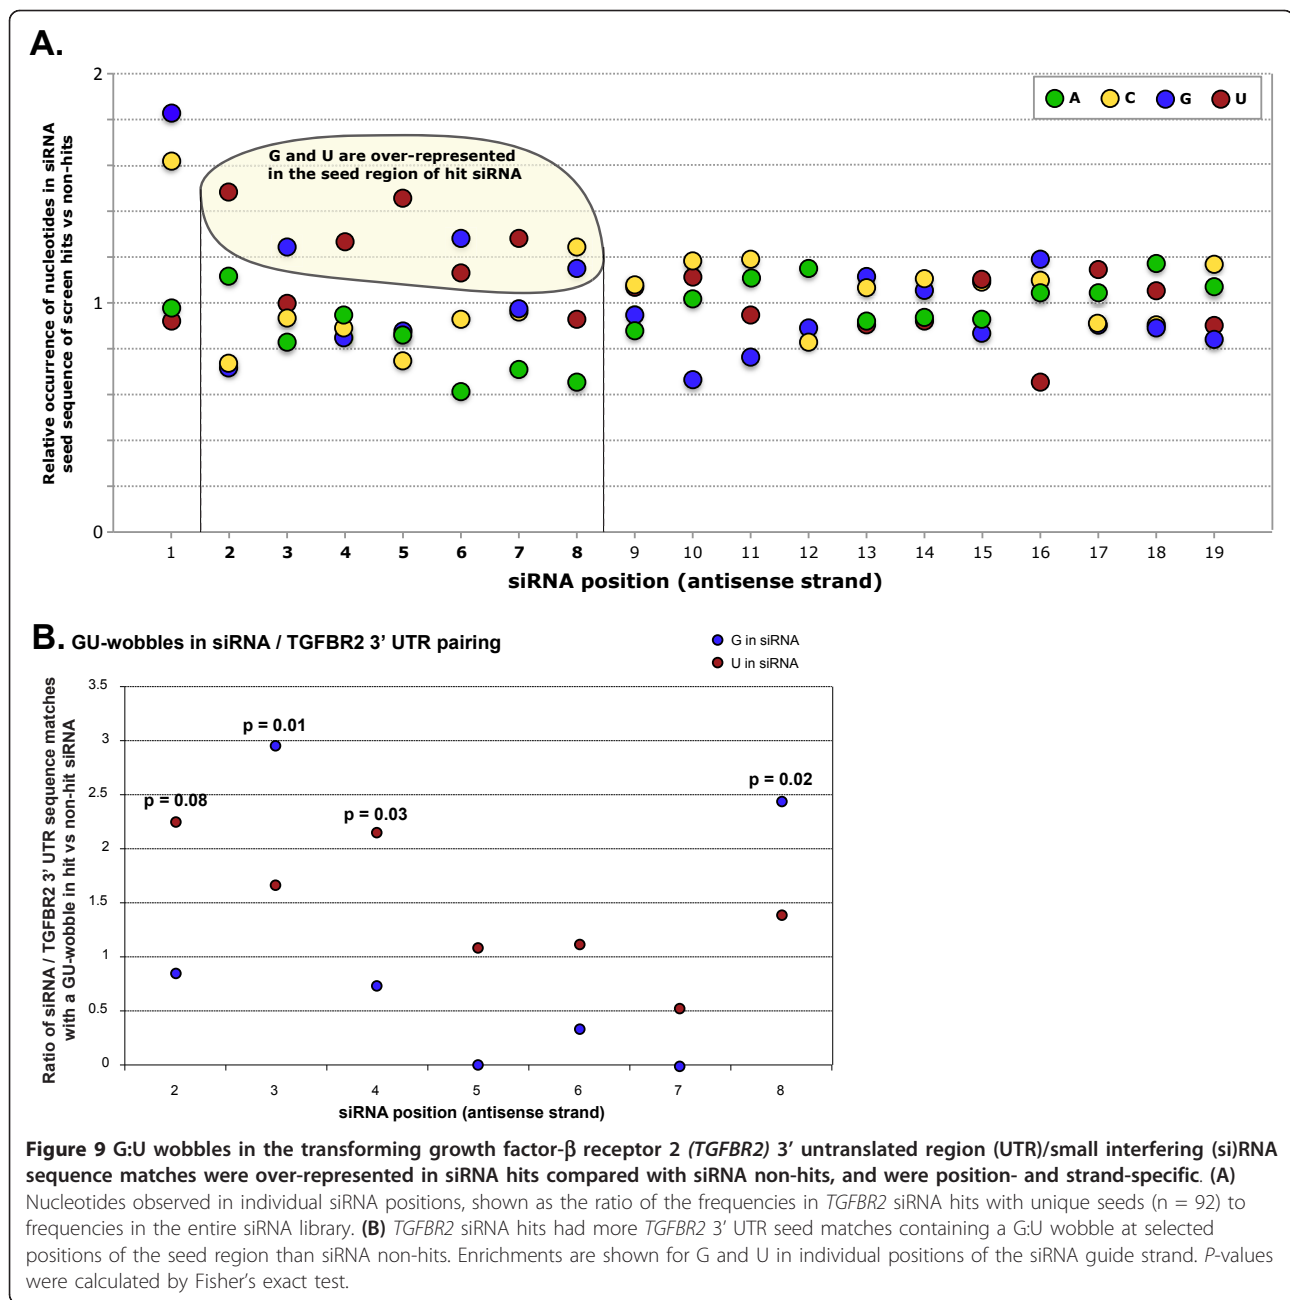 A.
2
A C G U
G and U are over-represented
in the seed region of hit siRNA
Relative occurrence of nucleotides in siRNA
seed sequence of screen hits vs non-hits
1
0
1 2 3 4 5 6 7 8 9 10 11 12 13 14 15 16 17 18 19
siRNA position (antisense strand)
B. GU-wobbles in siRNA / TGFBR2 3’ UTR pairing
G in siRNA
U in siRNA
Ratio of siRNA / TGFBR2 3’ UTR sequence matches
with a GU-wobble in hit vs non-hit siRNA
3.5
p = 0.01
3
p = 0.02
2.5
p = 0.08
p = 0.03
2
1.5
1
0.5
0
2 3 4 5 6 7 8
siRNA position (antisense strand)
Figure 9 G:U wobbles in the transforming growth factor-β receptor 2 (TGFBR2) 3’ untranslated region (UTR)/small interfering (si)RNA
sequence matches were over-represented in siRNA hits compared with siRNA non-hits, and were position- and strand-specific. (A)
Nucleotides observed in individual siRNA positions, shown as the ratio of the frequencies in TGFBR2 siRNA hits with unique seeds (n = 92) to
frequencies in the entire siRNA library. (B) TGFBR2 siRNA hits had more TGFBR2 3’ UTR seed matches containing a G:U wobble at selected
positions of the seed region than siRNA non-hits. Enrichments are shown for G and U in individual positions of the siRNA guide strand. P-values
were calculated by Fisher’s exact test.